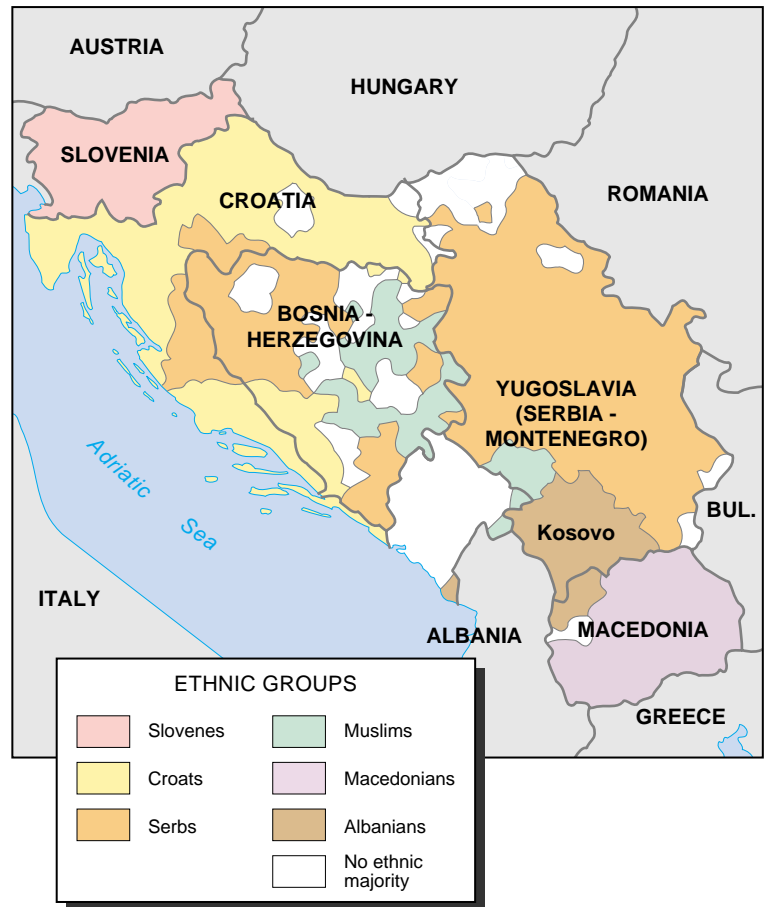 AUSTRIA
HUNGARY
SLOVENIA
ROMANIA
CROATIA
BOSNIA -
HERZEGOVINA
YUGOSLAVIA
(SERBIA -
MONTENEGRO)
Adriatic
Sea
BUL.
Kosovo
ITALY
ALBANIA
MACEDONIA
GREECE
ETHNIC GROUPS
Slovenes
Croats
Serbs
Muslims
Macedonians
Albanians
No ethnic
majority